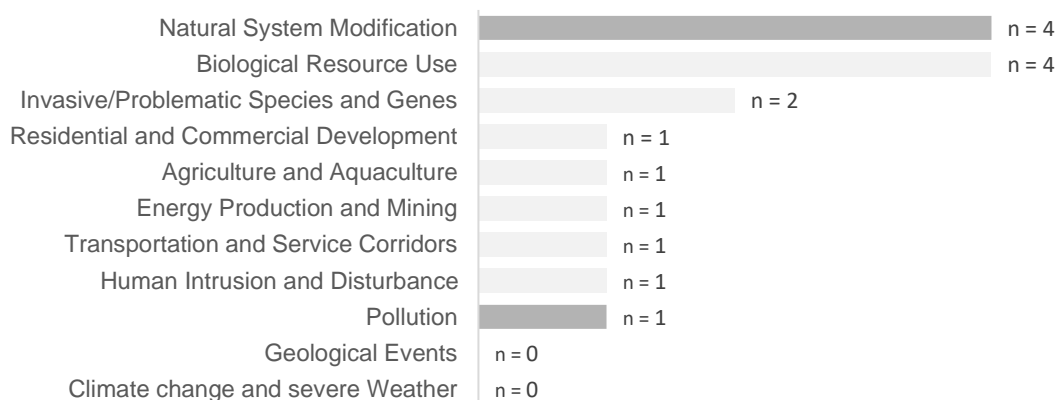 Natural System Modification n = 4
Biological Resource Use n = 4
Invasive/Problematic Species and Genes n = 2
Residential and Commercial Development n = 1
Agriculture and Aquaculture n = 1
Energy Production and Mining n = 1
Transportation and Service Corridors n = 1
Human Intrusion and Disturbance n = 1
Pollution n = 1
Geological Events n = 0
Climate change and severe Weather n = 0